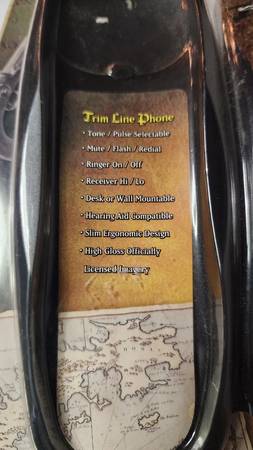 Trim Line Phone
• Tone / Pulse Selectable
• Mute / Flash / Redial
• Ringer On / Off
• Receiver Hi / Lo
• Desk or Wall Mountable
• Hearing Aid Compatible
• Slim Ergonomic Design
• High Gloss Officially
Licensed Imagery